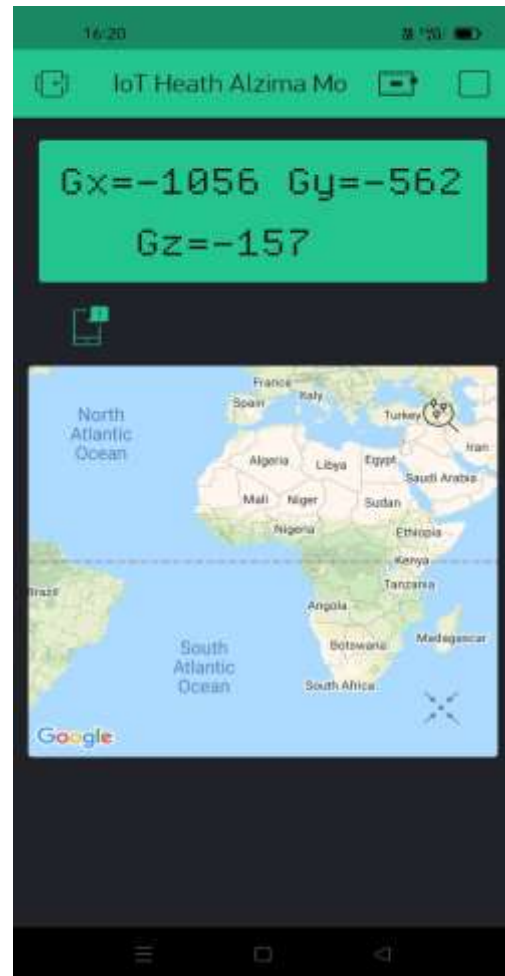 16:20
IoT Heath Alzima Mo
Gx=-1056 Gy=-562
Gz=-157
North
Atlantic
Ocean
France
Spain
Italy
Turkey
Iran
Algeria
Libya
Egypt
Saudi Arabia
Mali
Niger
Sudan
Nigeria
Ethiopia
Kenya
Brazil
Tanzania
Angola
South
Atlantic
Ocean
Botswana
Madagascar
South Africa
Google